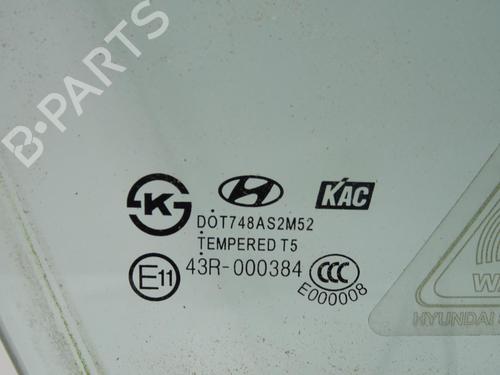 B-PARTS
K
KAC
DOT748AS2M52
TEMPERED T5
E11 43R-000384 CCC
E000008
HYUNDAI